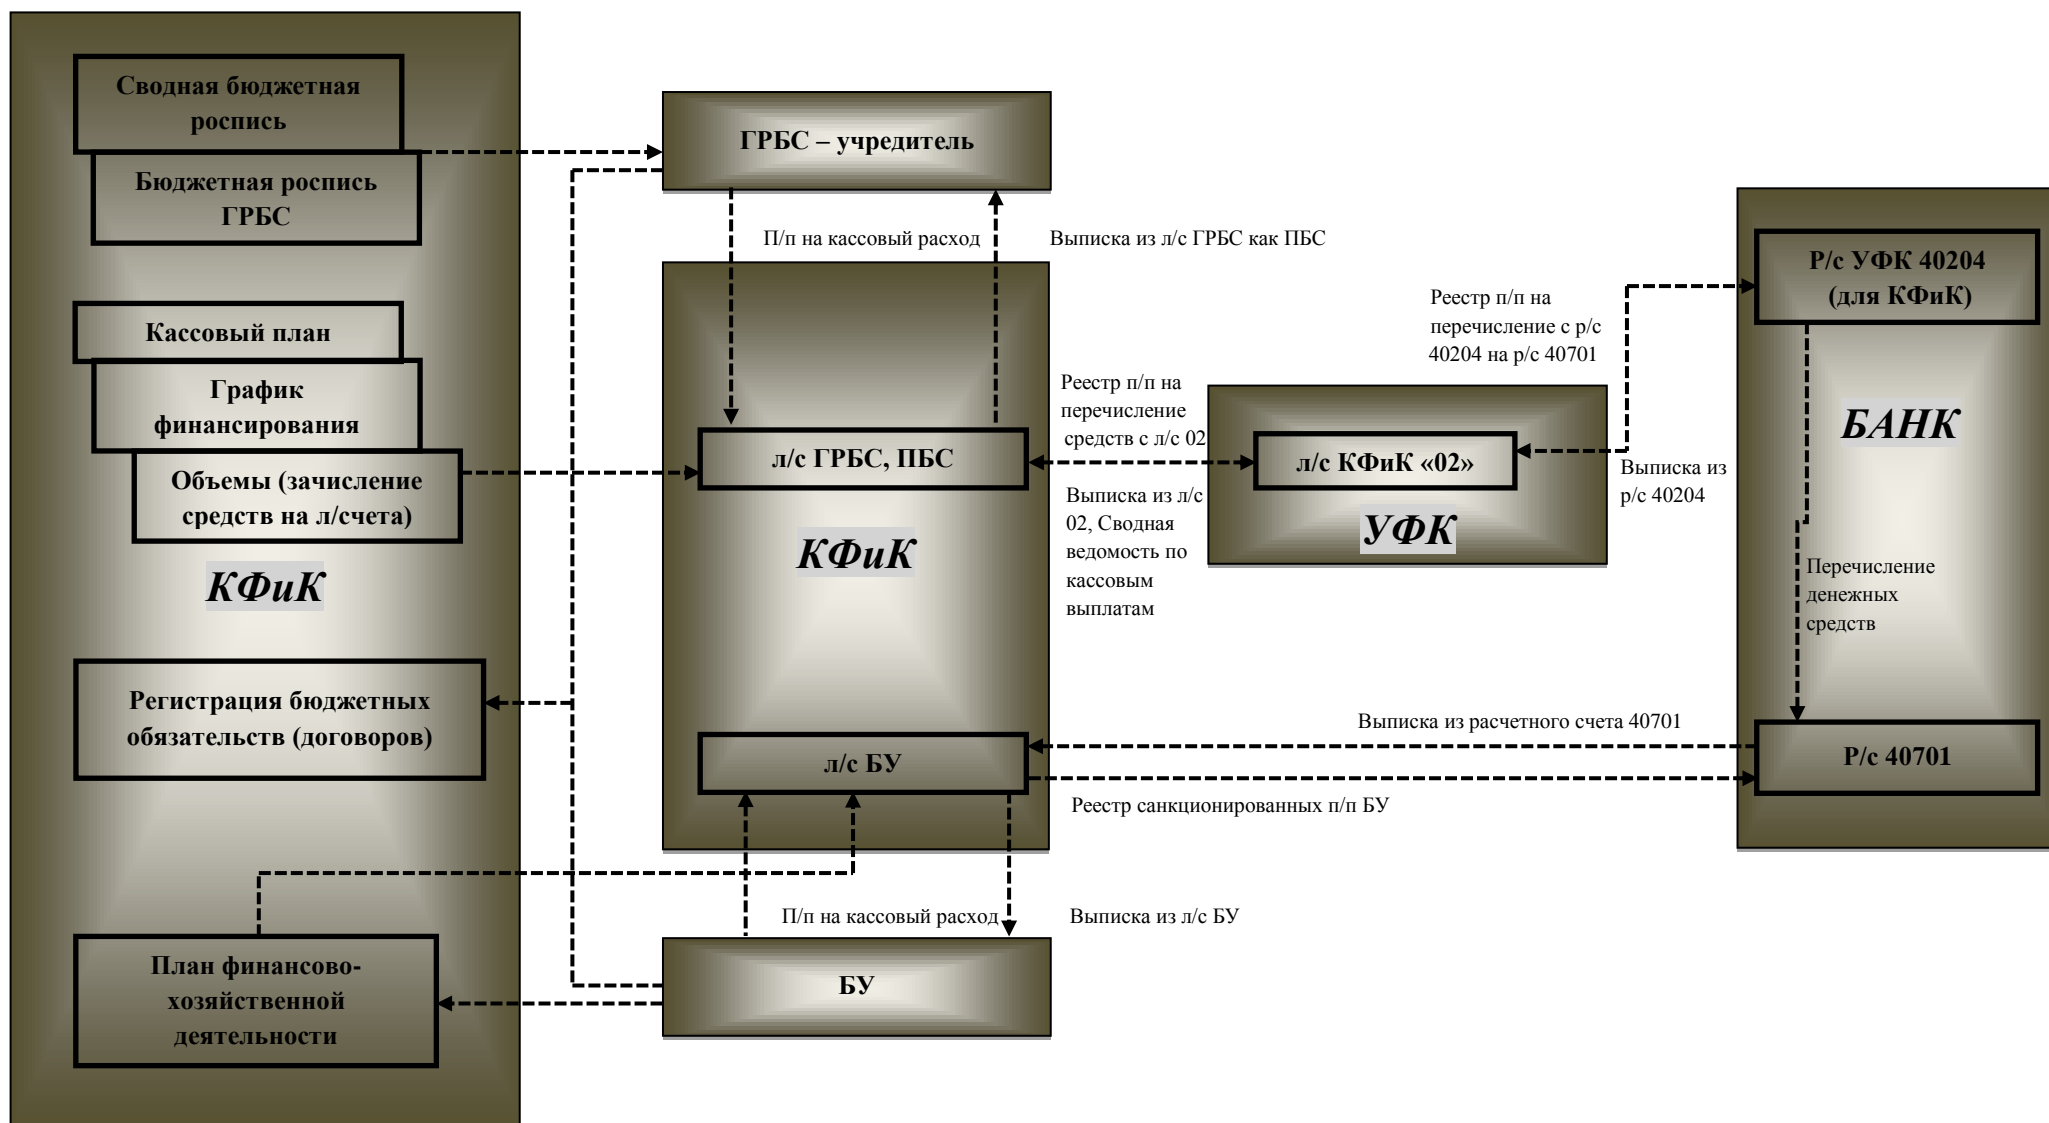 Сводная бюджетная
роспись
Бюджетная роспись
ГРБС
Кассовый план
График
финансирования
Объемы (зачисление
средств на л/счета)
КФиК
Регистрация бюджетных
обязательств (договоров)
План финансово-
хозяйственной
деятельности
ГРБС – учредитель
П/п на кассовый расход
Выписка из л/с ГРБС как ПБС
л/с ГРБС, ПБС
КФиК
л/с БУ
П/п на кассовый расход
Выписка из л/с БУ
БУ
Реестр п/п на
перечисление
средств с л/с 02
Выписка из л/с
02, Сводная
ведомость по
кассовым
выплатам
л/с КФиК «02»
УФК
Реестр п/п на
перечисление с р/с
40204 на р/с 40701
Выписка из
р/с 40204
Выписка из расчетного счета 40701
Реестр санкционированных п/п БУ
Р/с УФК 40204
(для КФиК)
БАНК
Перечисление
денежных
средств
Р/с 40701